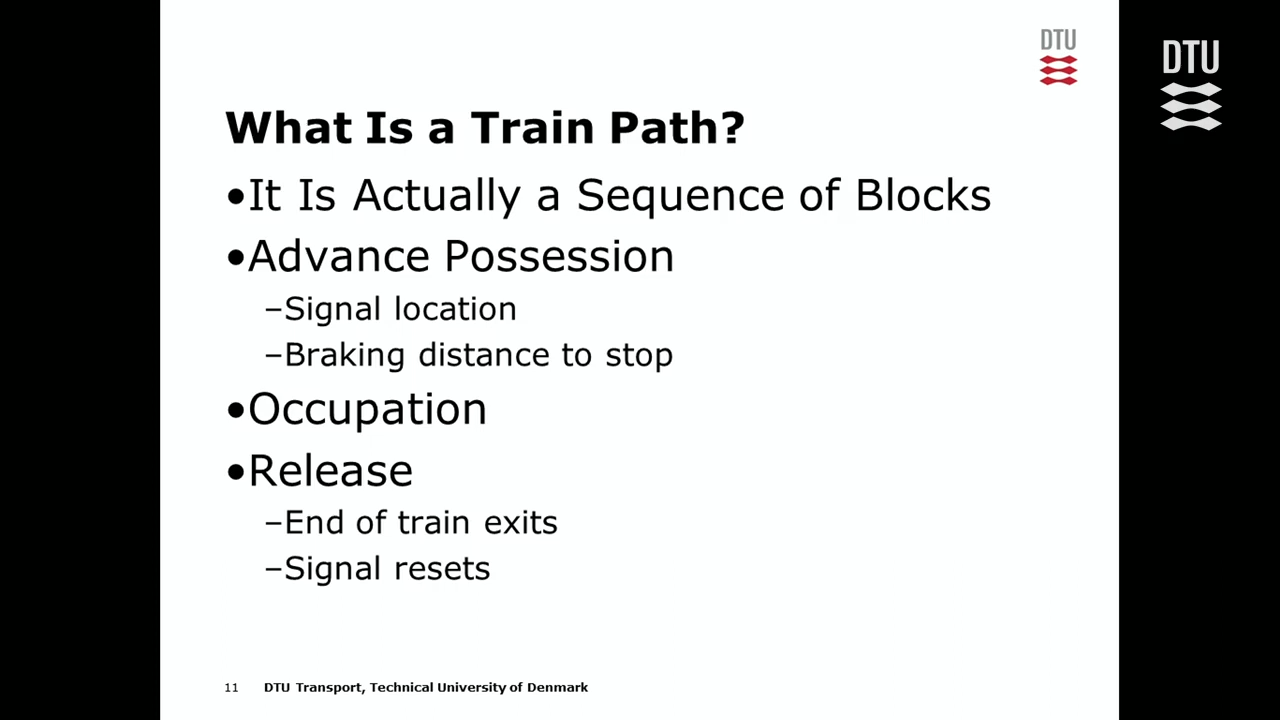 DTU
DTU
What Is a Train Path?
•It Is Actually a Sequence of Blocks
•Advance Possession
–Signal location
–Braking distance to stop
•Occupation
•Release
–End of train exits
–Signal resets
11 DTU Transport, Technical University of Denmark